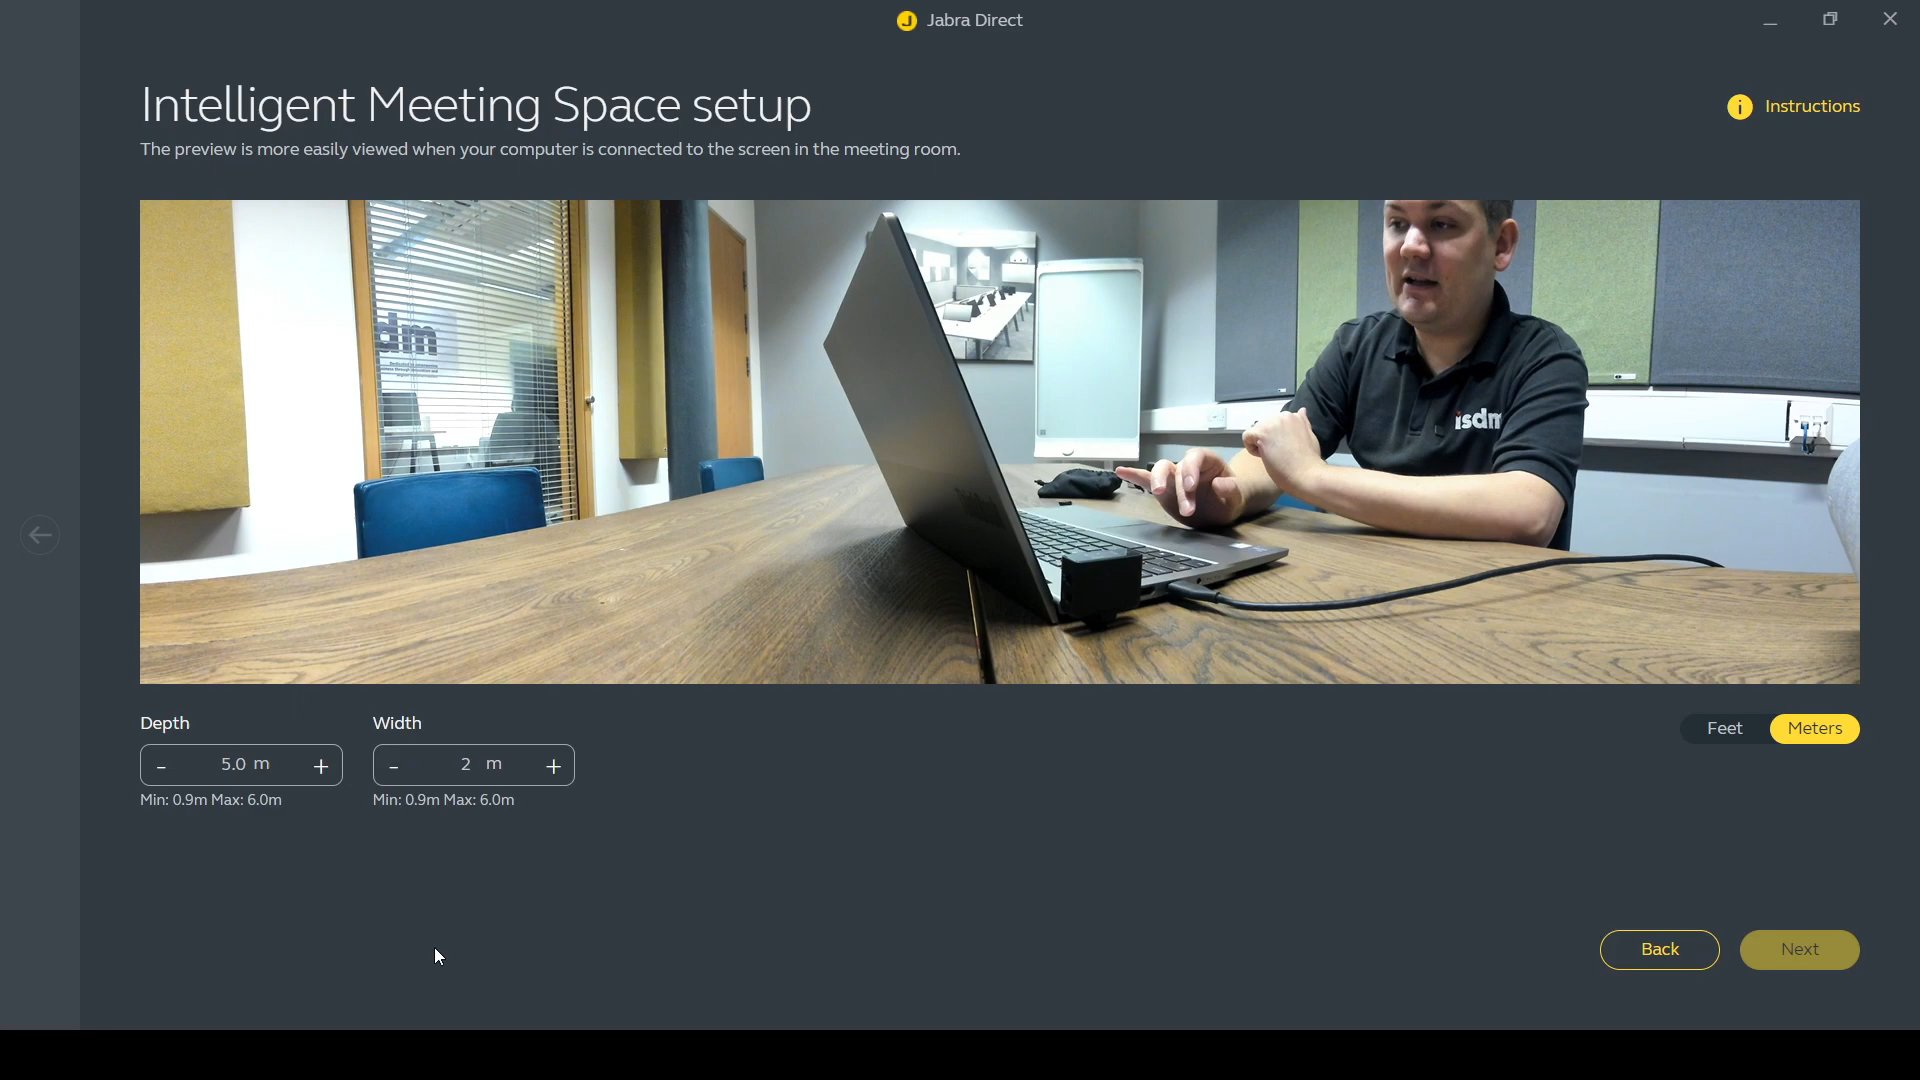 Jabra Direct
Intelligent Meeting Space setup
Instructions
The preview is more easily viewed when your computer is connected to the screen in the meeting room.
dm
isdm
Depth
Width
Feet
Meters
- 5.0 m +
- 2 m +
Min: 0.9m Max: 6.0m
Min: 0.9m Max: 6.0m
Back
Next